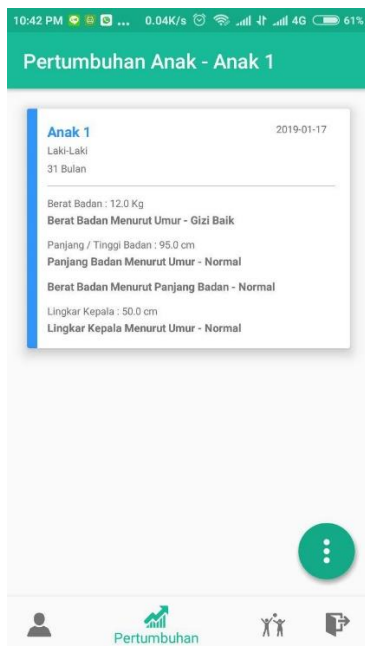 10:42 PM ... 0.04K/s 4G 61%
Pertumbuhan Anak - Anak 1
Anak 1 2019-01-17
Laki-Laki
31 Bulan
Berat Badan : 12.0 Kg
Berat Badan Menurut Umur - Gizi Baik
Panjang / Tinggi Badan : 95.0 cm
Panjang Badan Menurut Umur - Normal
Berat Badan Menurut Panjang Badan - Normal
Lingkar Kepala : 50.0 cm
Lingkar Kepala Menurut Umur - Normal
Pertumbuhan